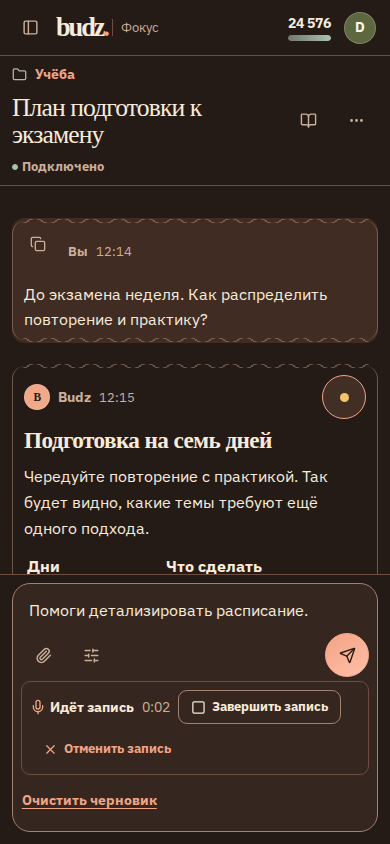 budz.
Фокус
24 576
D
Учёба
План подготовки к
экзамену
Подключено
Вы 12:14
До экзамена неделя. Как распределить
повторение и практику?
B
Budz 12:15
Подготовка на семь дней
Чередуйте повторение с практикой. Так
будет видно, какие темы требуют ещё
одного подхода.
Дни Что сделать
Помоги детализировать расписание.
Идёт запись 0:02 Завершить запись
Отменить запись
Очистить черновик